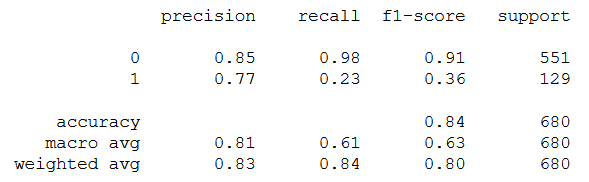 precision recall f1-score support
0 0.85 0.98 0.91 551
1 0.77 0.23 0.36 129
accuracy 0.84 680
macro avg 0.81 0.61 0.63 680
weighted avg 0.83 0.84 0.80 680